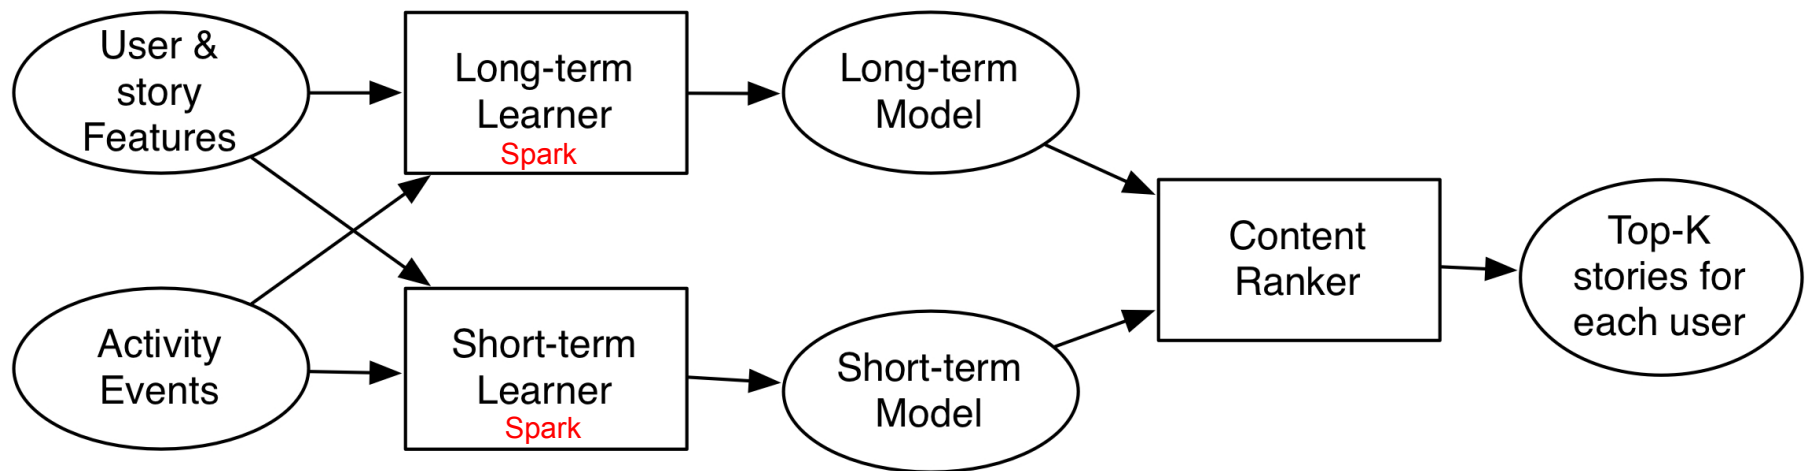 User &
story
Features
Long-term
Learner
Spark
Long-term
Model
Content
Ranker
Top-K
stories for
each user
Activity
Events
Short-term
Learner
Spark
Short-term
Model